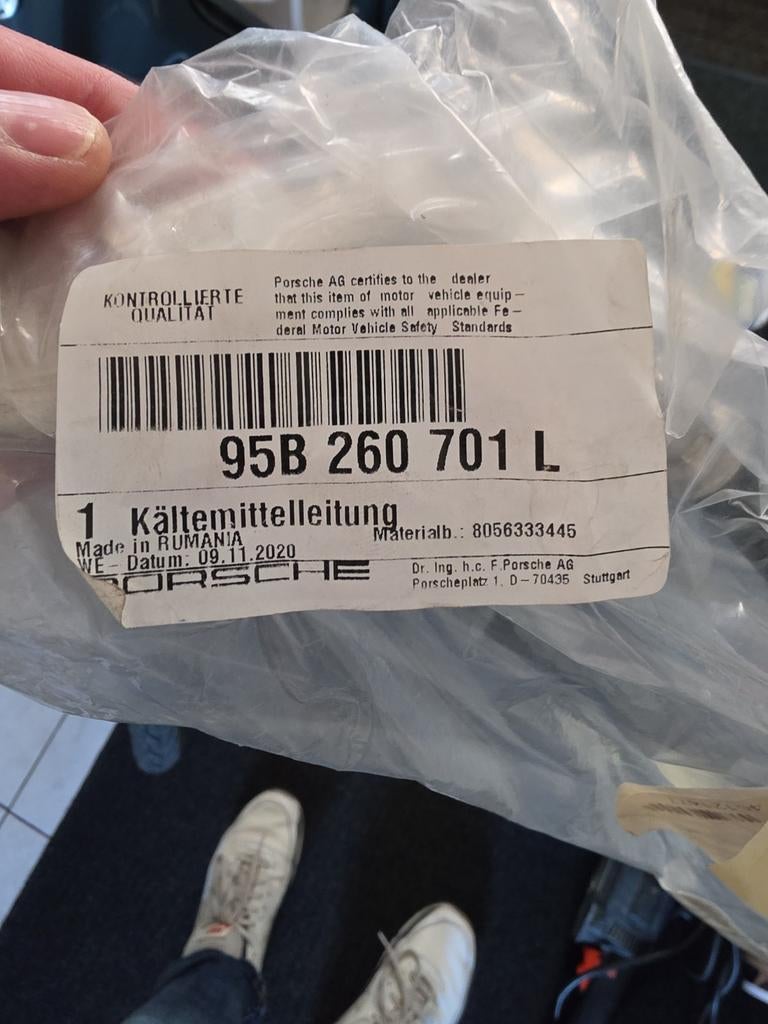 KONTROLLIERTE
QUALITÄT
Porsche AG certifies to the dealer
that this item of motor vehicle equip-
ment complies with all applicable Fe-
deral Motor Vehicle Safety Standards
95B 260 701 L
1 Kältemittelleitung
Materialb.: 8056333445
Made in RUMANIA
WE- Datum: 09.11.2020
PORSCHE
Dr. Ing. h.c. F.Porsche AG
Porscheplatz 1, D-70435 Stuttgart